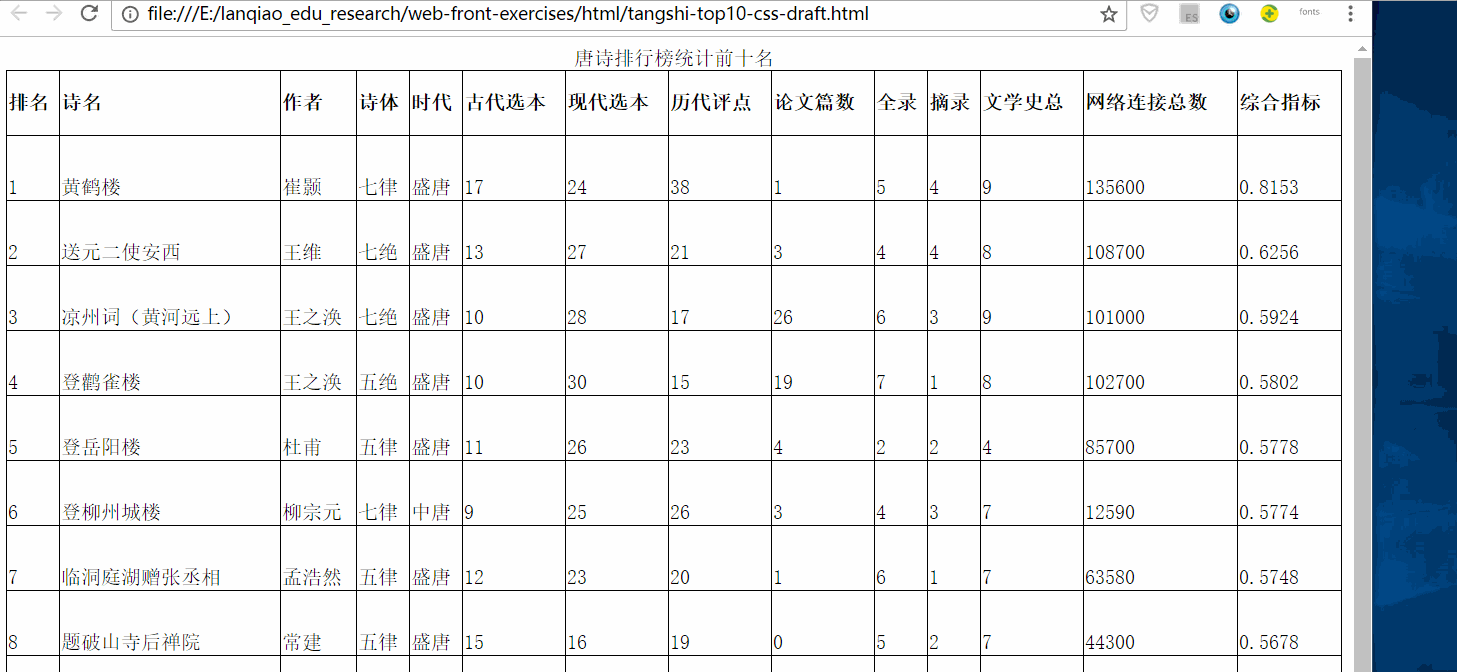 file:///E:/lanqiao_edu_research/web-front-exercises/html/tangshi-top10-css-draft.html ES fonts
唐诗排行榜统计前十名
排名 诗名 作者 诗体 时代 古代选本 现代选本 历代评点 论文篇数 全录 摘录 文学史总 网络连接总数 综合指标
1 黄鹤楼 崔颢 七律 盛唐 17 24 38 1 5 4 9 135600 0.8153
2 送元二使安西 王维 七绝 盛唐 13 27 21 3 4 4 8 108700 0.6256
3 凉州词（黄河远上） 王之涣 七绝 盛唐 10 28 17 26 6 3 9 101000 0.5924
4 登鹳雀楼 王之涣 五绝 盛唐 10 30 15 19 7 1 8 102700 0.5802
5 登岳阳楼 杜甫 五律 盛唐 11 26 23 4 2 2 4 85700 0.5778
6 登柳州城楼 柳宗元 七律 中唐 9 25 26 3 4 3 7 12590 0.5774
7 临洞庭湖赠张丞相 孟浩然 五律 盛唐 12 23 20 1 6 1 7 63580 0.5748
8 题破山寺后禅院 常建 五律 盛唐 15 16 19 0 5 2 7 44300 0.5678